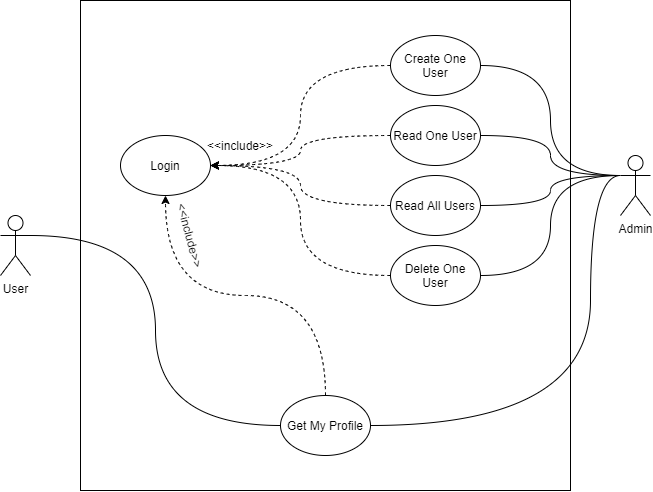 Create One
User
<<include>>
Read One User
Login
Read All Users
Admin
<<include>>
Delete One
User
User
Get My Profile